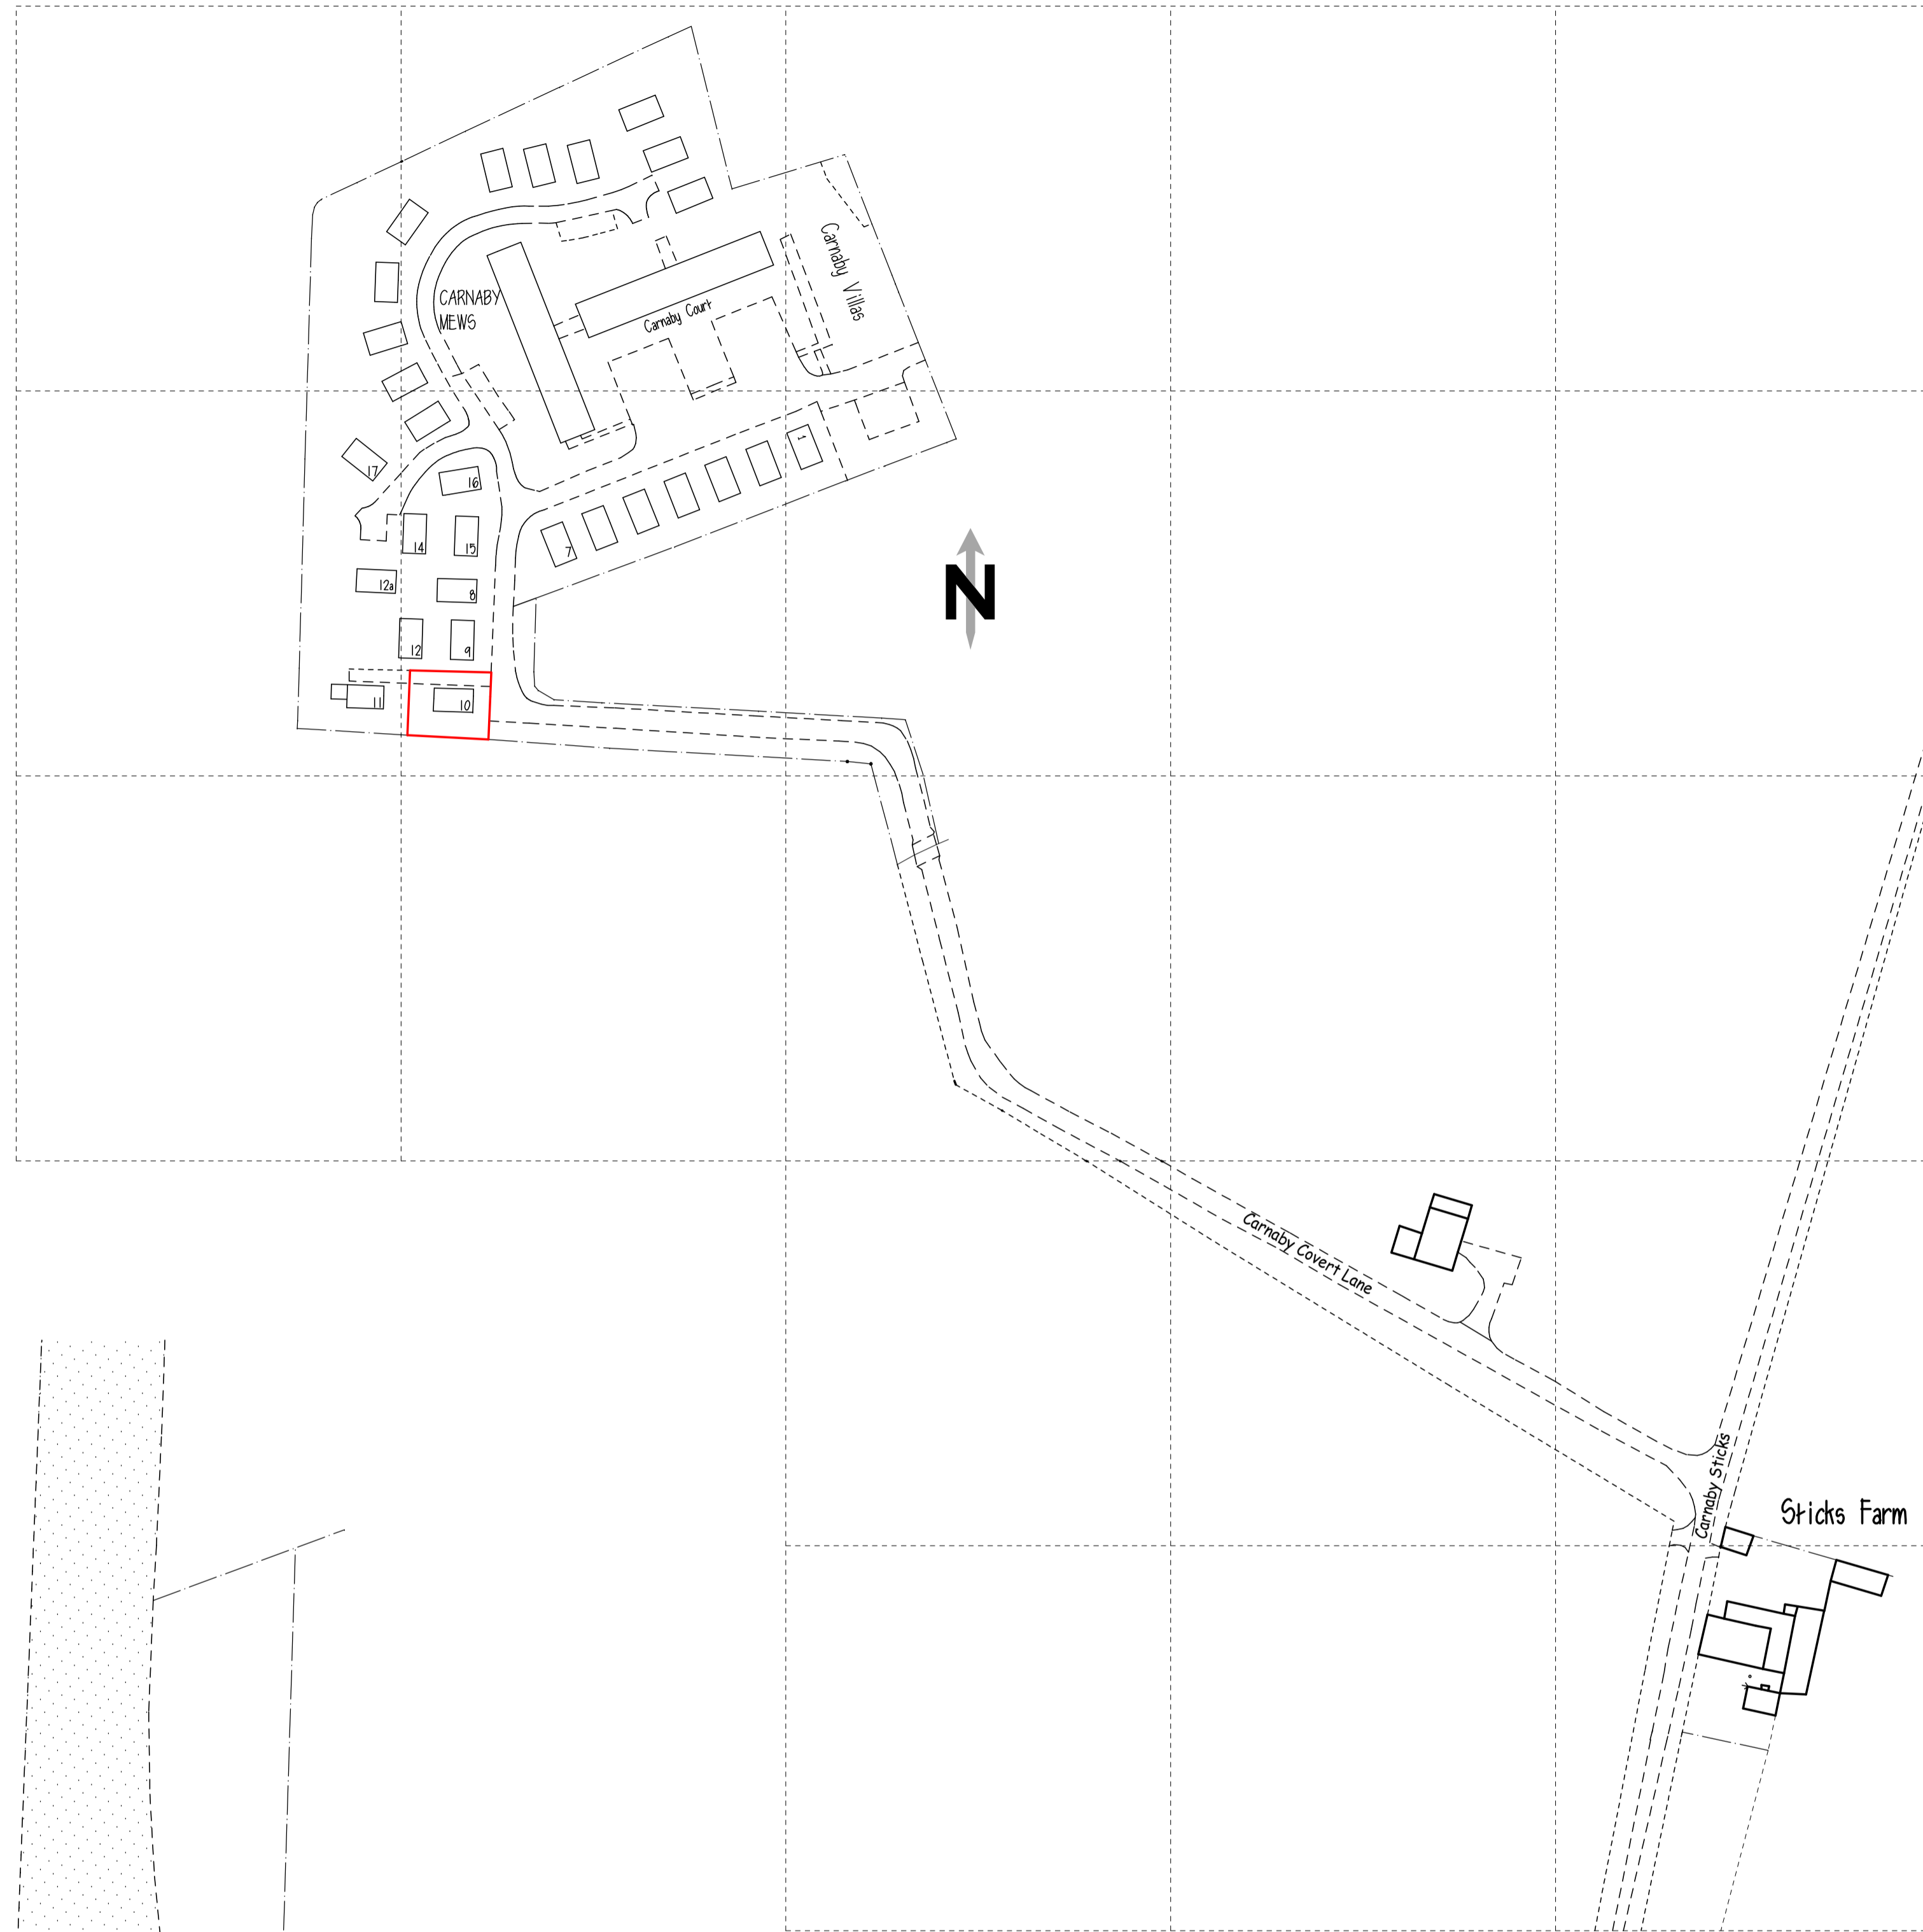 Carnaby Villas
CARNABY
MEWS
Carnaby Court
1
17
16
14
15
7
12a
8
12
9
11
10
N
Carnaby Covert Lane
Carnaby Sticks
Sticks Farm